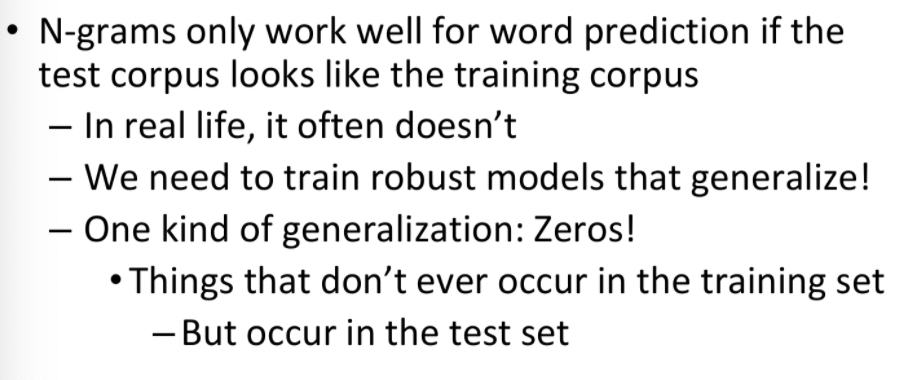 • N-grams only work well for word prediction if the
test corpus looks like the training corpus
– In real life, it often doesn’t
– We need to train robust models that generalize!
– One kind of generalization: Zeros!
• Things that don’t ever occur in the training set
– But occur in the test set